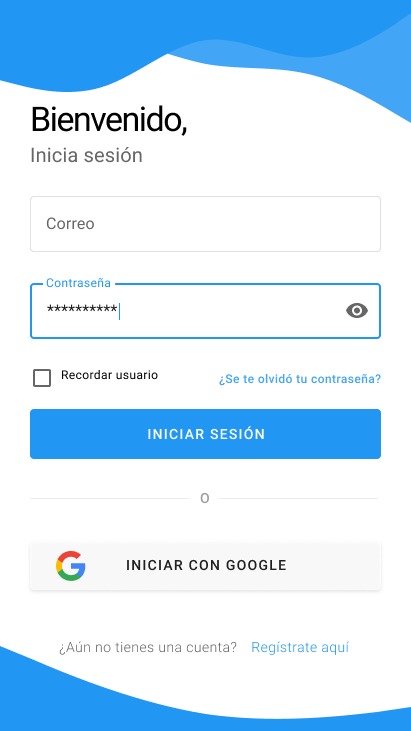 Bienvenido,
Inicia sesión
Correo
Contraseña
**********
Recordar usuario
¿Se te olvidó tu contraseña?
INICIAR SESIÓN
O
INICIAR CON GOOGLE
¿Aún no tienes una cuenta? Regístrate aquí